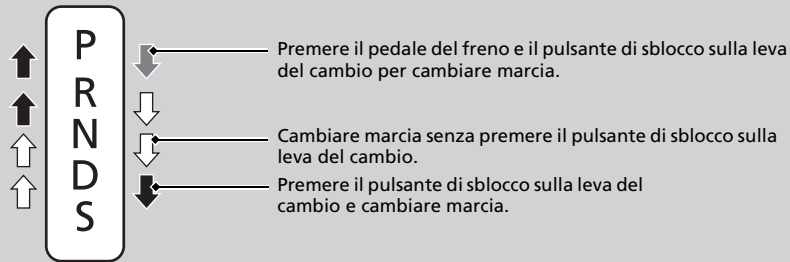 P
R
N
D
S
Premere il pedale del freno e il pulsante di sblocco sulla leva
del cambio per cambiare marcia.
Cambiare marcia senza premere il pulsante di sblocco sulla
leva del cambio.
Premere il pulsante di sblocco sulla leva del
cambio e cambiare marcia.